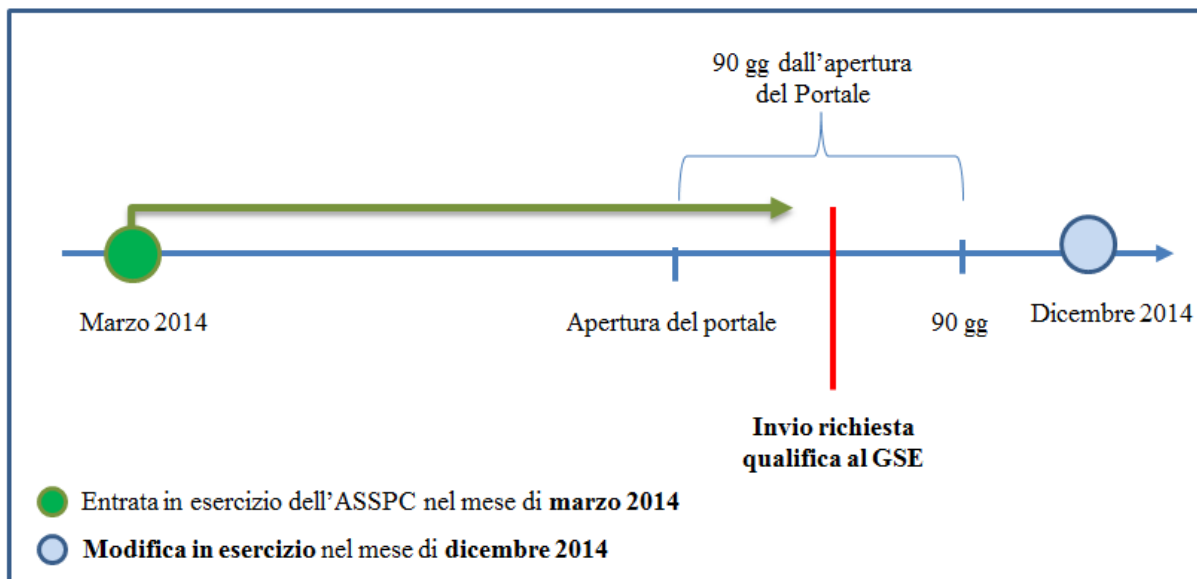 90 gg dall'apertura
del Portale
Marzo 2014
Apertura del portale
90 gg
Dicembre 2014
Invio richiesta
qualifica al GSE
Entrata in esercizio dell'ASSPC nel mese di marzo 2014
Modifica in esercizio nel mese di dicembre 2014